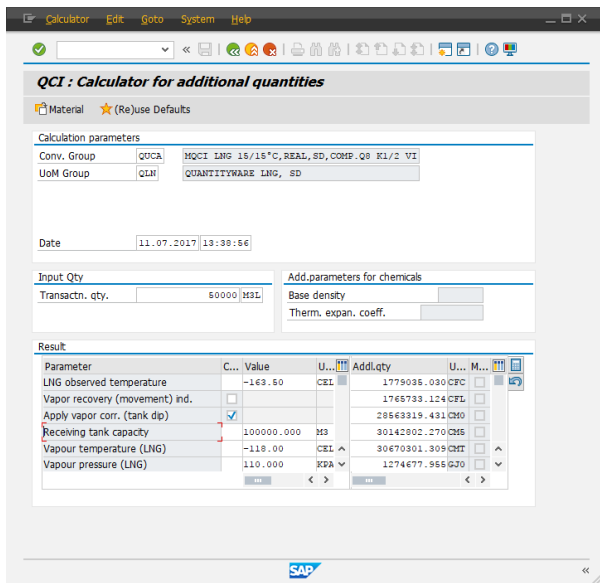 Calculator Edit Goto System Help
QCI : Calculator for additional quantities
Material (Re)use Defaults
Calculation parameters
Conv. Group QUCA MQCI LNG 15/15°C,REAL,SD,COMP.Q8 K1/2 VI
UoM Group QLN QUANTITYWARE LNG, SD
Date 11.07.2017 13:38:56
Input Qty Add.parameters for chemicals
Transactn. qty. 50000 M3L Base density
Therm. expan. coeff.
Result
Parameter C... Value U... Addl.qty U... M...
LNG observed temperature -163.50 CEL 1779035.030 CFC
Vapor recovery (movement) ind. 1765733.124 CFL
Apply vapor corr. (tank dip) 28563319.431 CM0
Receiving tank capacity 100000.000 M3 30142802.270 CM5
Vapour temperature (LNG) -118.00 CEL 30670301.309 CMT
Vapour pressure (LNG) 110.000 KPA 1274677.955 GJ0
SAP